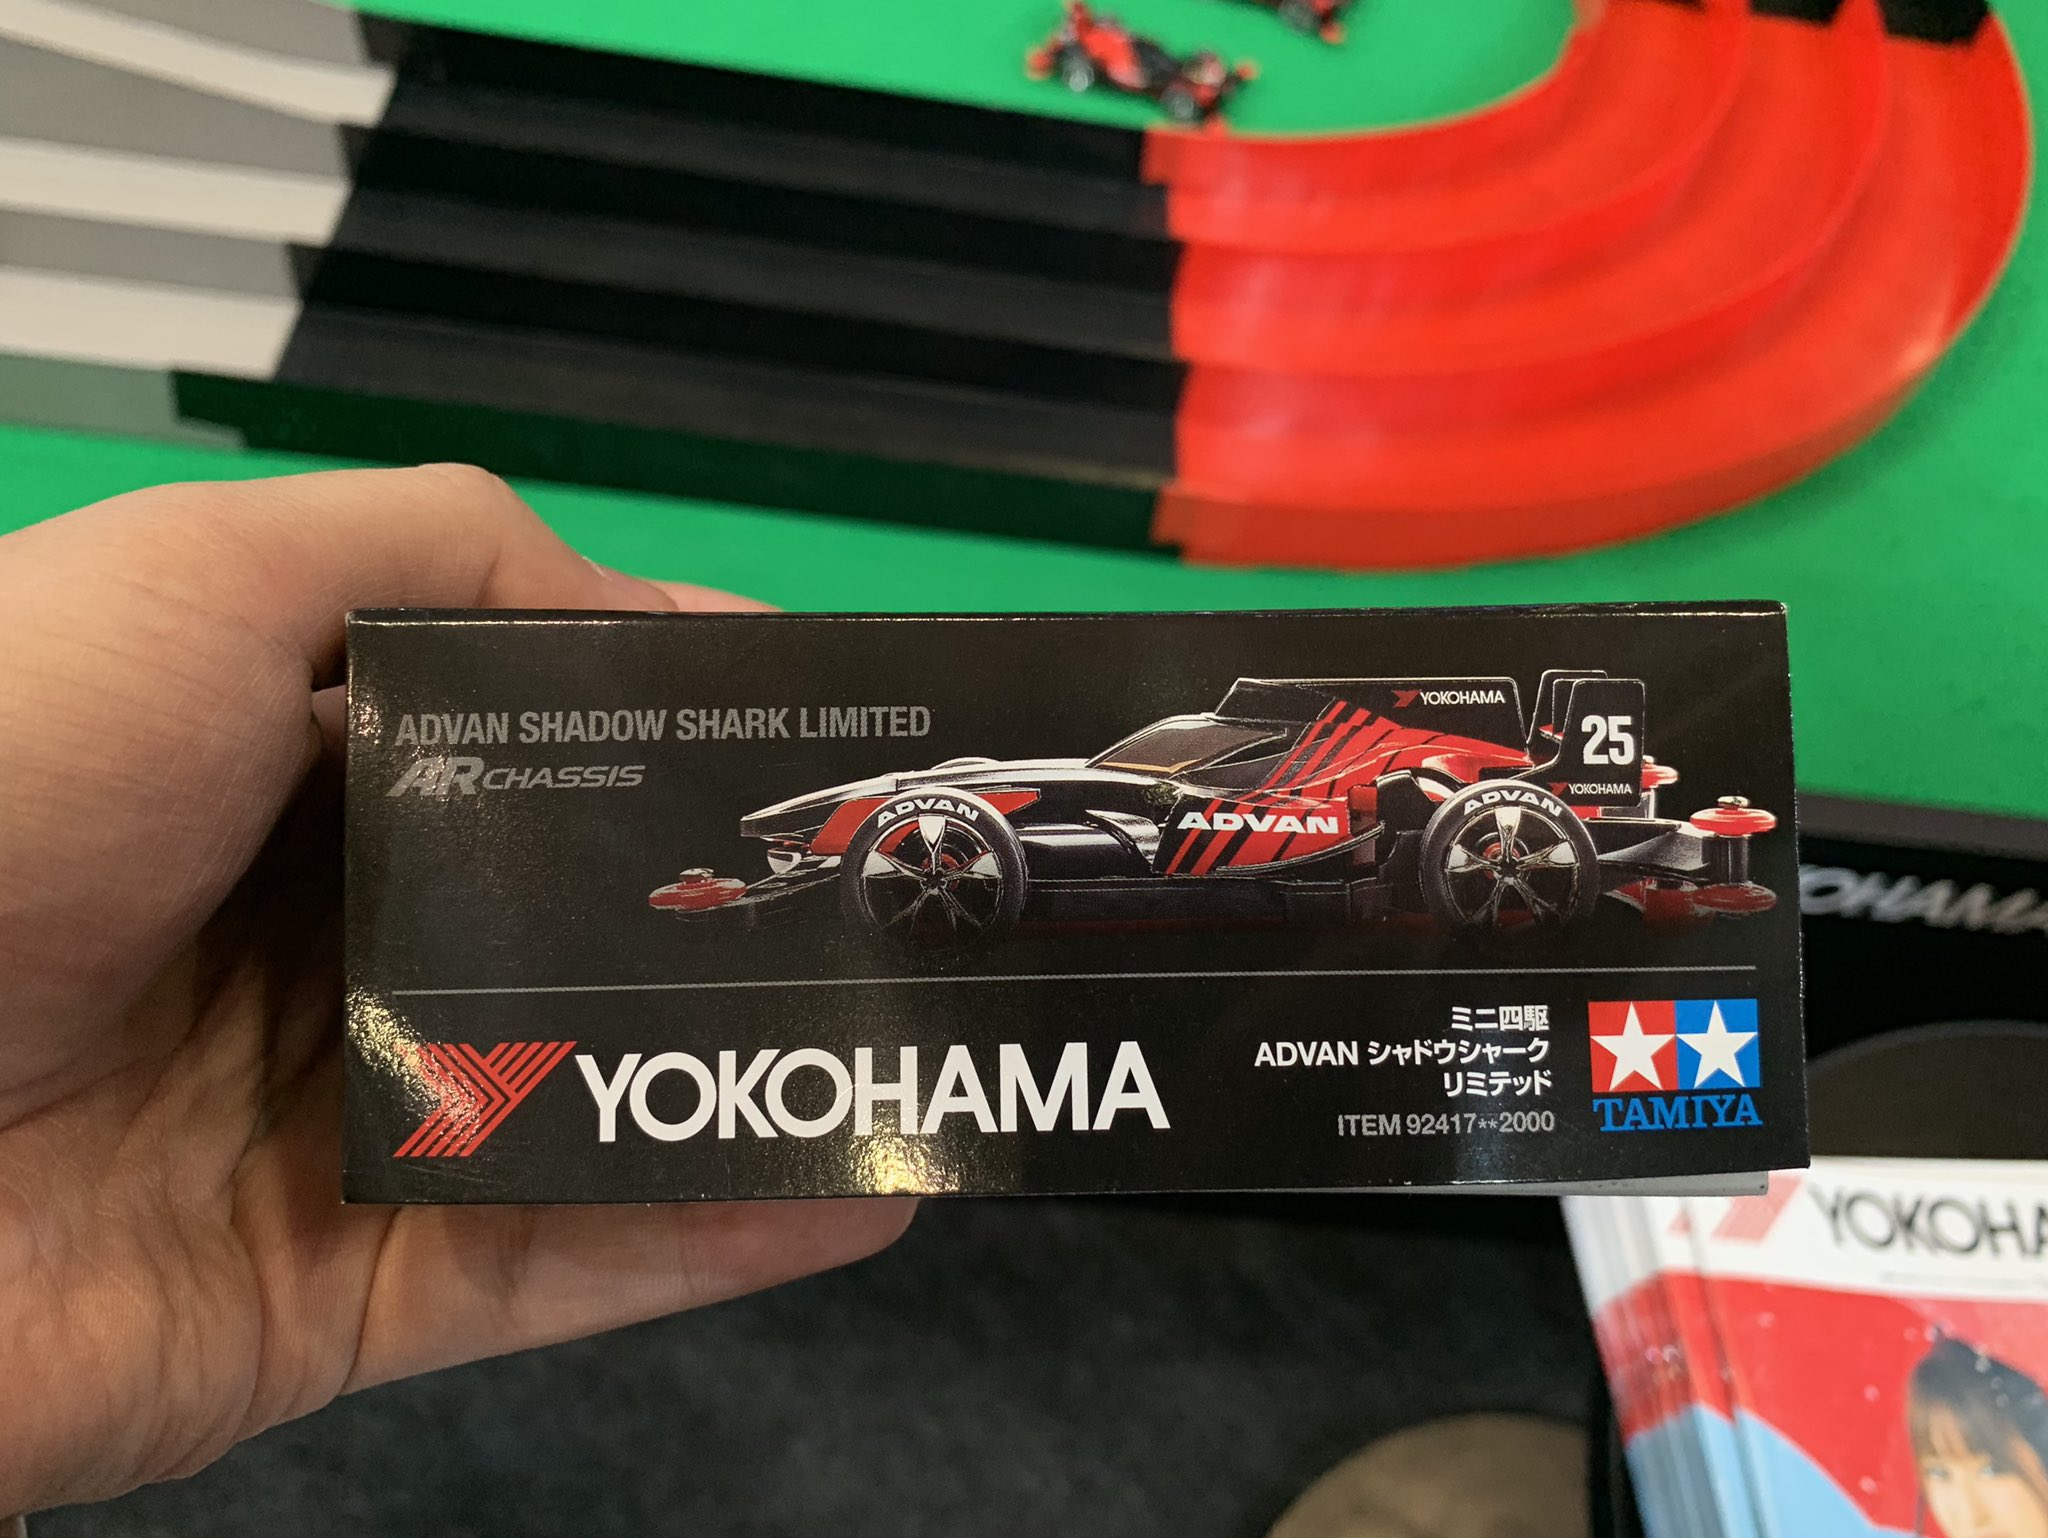 ADVAN SHADOW SHARK LIMITED
AR CHASSIS
YOKOHAMA
25
YOKOHAMA
ADVAN
ADVAN
ADVAN
YOKOHAMA
ミニ四駆
ADVAN シャドウシャーク
リミテッド
ITEM 92417**2000
TAMIYA
YOKOHAMA
YOKOHA